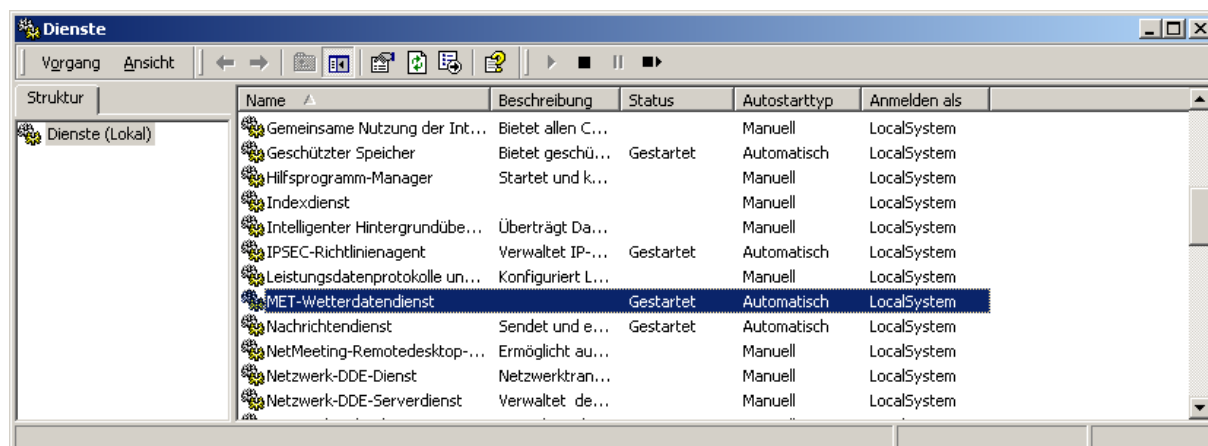 Dienste
Vorgang Ansicht
Struktur
Name Beschreibung Status Autostarttyp Anmelden als
Dienste (Lokal)
Gemeinsame Nutzung der Int... Bietet allen C... Manuell LocalSystem
Geschützter Speicher Bietet geschü... Gestartet Automatisch LocalSystem
Hilfsprogramm-Manager Startet und k... Manuell LocalSystem
Indexdienst Manuell LocalSystem
Intelligenter Hintergrundübe... Überträgt Da... Manuell LocalSystem
IPSEC-Richtlinienagent Verwaltet IP-... Gestartet Automatisch LocalSystem
Leistungsdatenprotokolle un... Konfiguriert L... Manuell LocalSystem
MET-Wetterdatendienst Gestartet Automatisch LocalSystem
Nachrichtendienst Sendet und e... Gestartet Automatisch LocalSystem
NetMeeting-Remotedesktop-... Ermöglicht au... Manuell LocalSystem
Netzwerk-DDE-Dienst Netzwerktran... Manuell LocalSystem
Netzwerk-DDE-Serverdienst Verwaltet de... Manuell LocalSystem